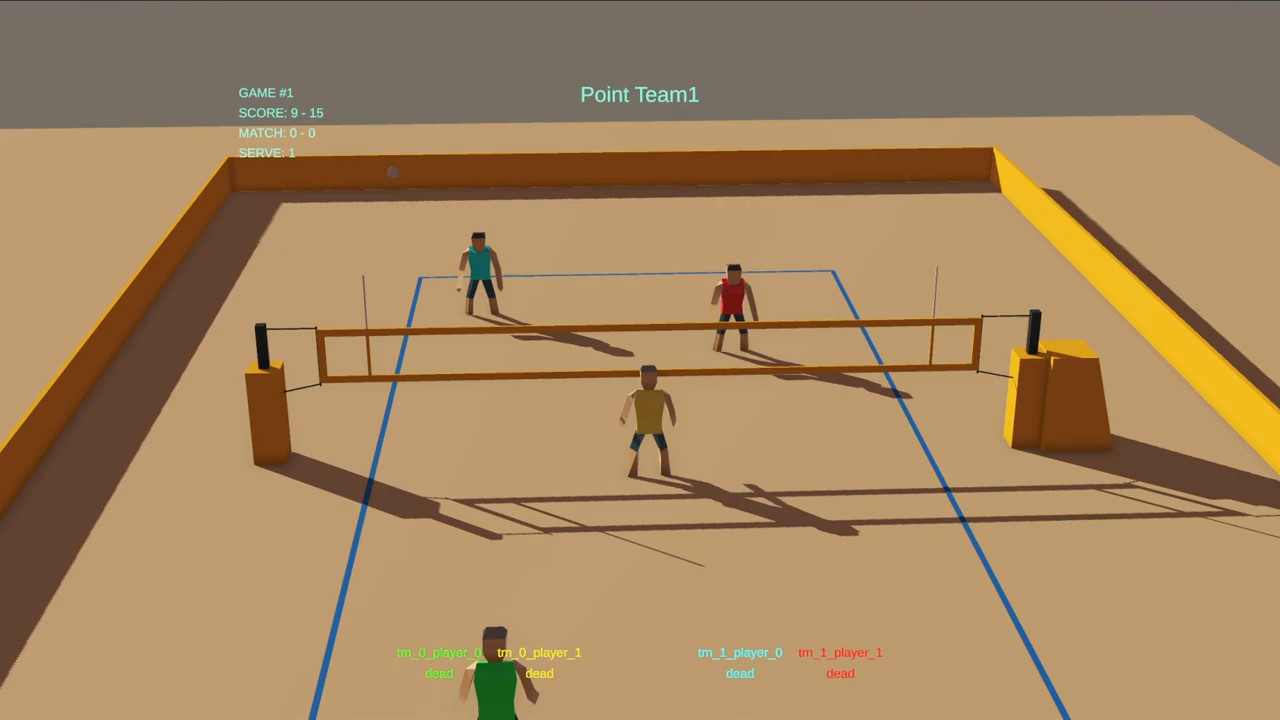 GAME #1
SCORE: 9 - 15
MATCH: 0 - 0
SERVE: 1
Point Team1
tm_0_player_0 tm_0_player_1 tm_1_player_0 tm_1_player_1
dead dead dead dead